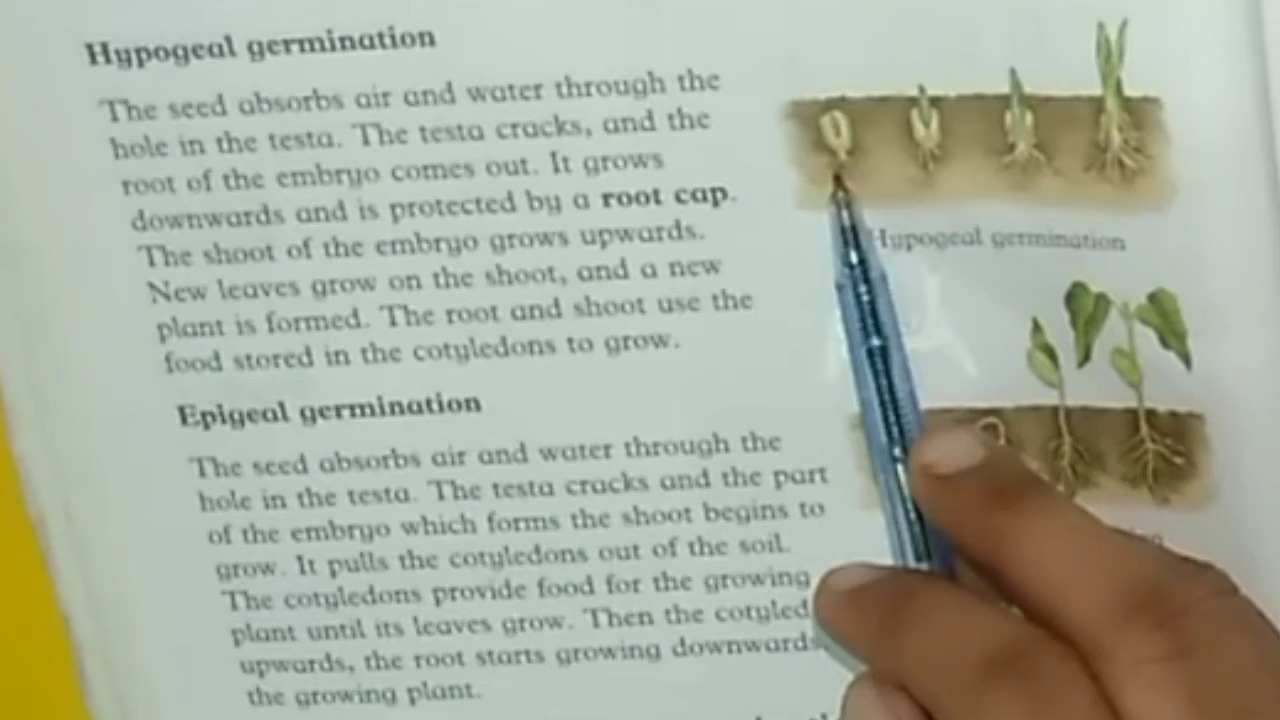 Hypogeal germination
The seed absorbs air and water through the
hole in the testa. The testa cracks, and the
root of the embryo comes out. It grows
downwards and is protected by a root cap.
The shoot of the embryo grows upwards.
New leaves grow on the shoot, and a new
plant is formed. The root and shoot use the
food stored in the cotyledons to grow.
Hypogeal germination
Epigeal germination
The seed absorbs air and water through the
hole in the testa. The testa cracks and the part
of the embryo which forms the shoot begins to
grow. It pulls the cotyledons out of the soil.
The cotyledons provide food for the growing
plant until its leaves grow. Then the cotyled
upwards, the root starts growing downwards
the growing plant.